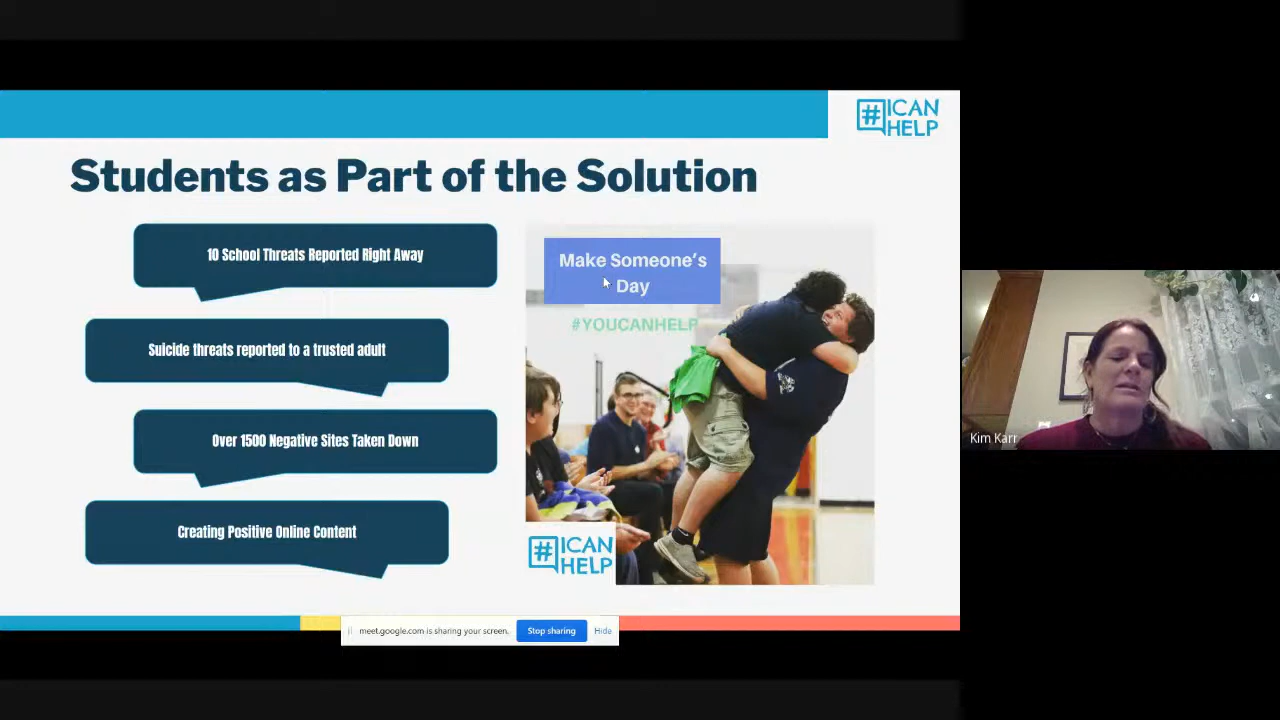 #ICAN
HELP
Students as Part of the Solution
10 School Threats Reported Right Away
Suicide threats reported to a trusted adult
Over 1500 Negative Sites Taken Down
Creating Positive Online Content
Make Someone's
Day
#YOUCANHELP
#ICAN
HELP
Kim Karr
meet.google.com is sharing your screen. Stop sharing Hide